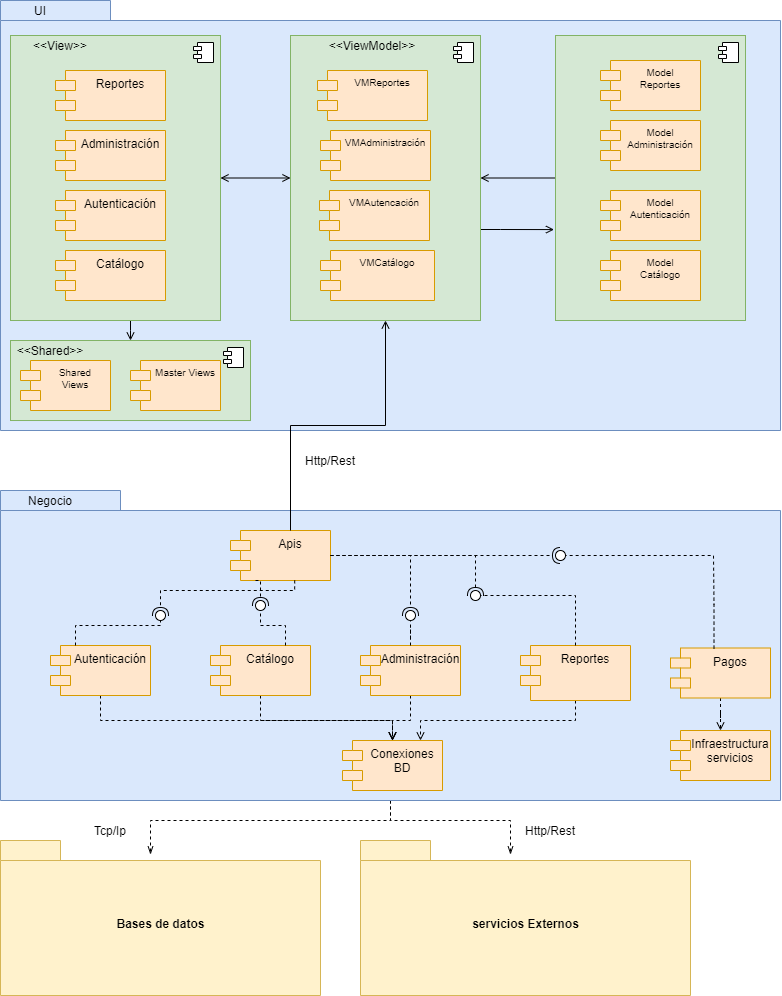 UI
<<View>>
Reportes
Administración
Autenticación
Catálogo
<<ViewModel>>
VMReportes
VMAdministración
VMAutencación
VMCatálogo
Model
Reportes
Model
Administración
Model
Autenticación
Model
Catálogo
<<Shared>>
Shared
Views
Master Views
Http/Rest
Negocio
Apis
Autenticación
Catálogo
Administración
Reportes
Pagos
Conexiones
BD
Infraestructura
servicios
Tcp/Ip
Http/Rest
Bases de datos
servicios Externos